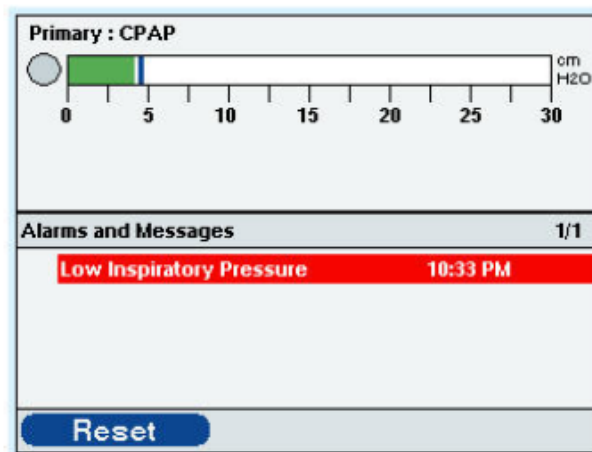 Primary : CPAP
cm
H2O
0 5 10 15 20 25 30
Alarms and Messages 1/1
Low Inspiratory Pressure 10:33 PM
Reset